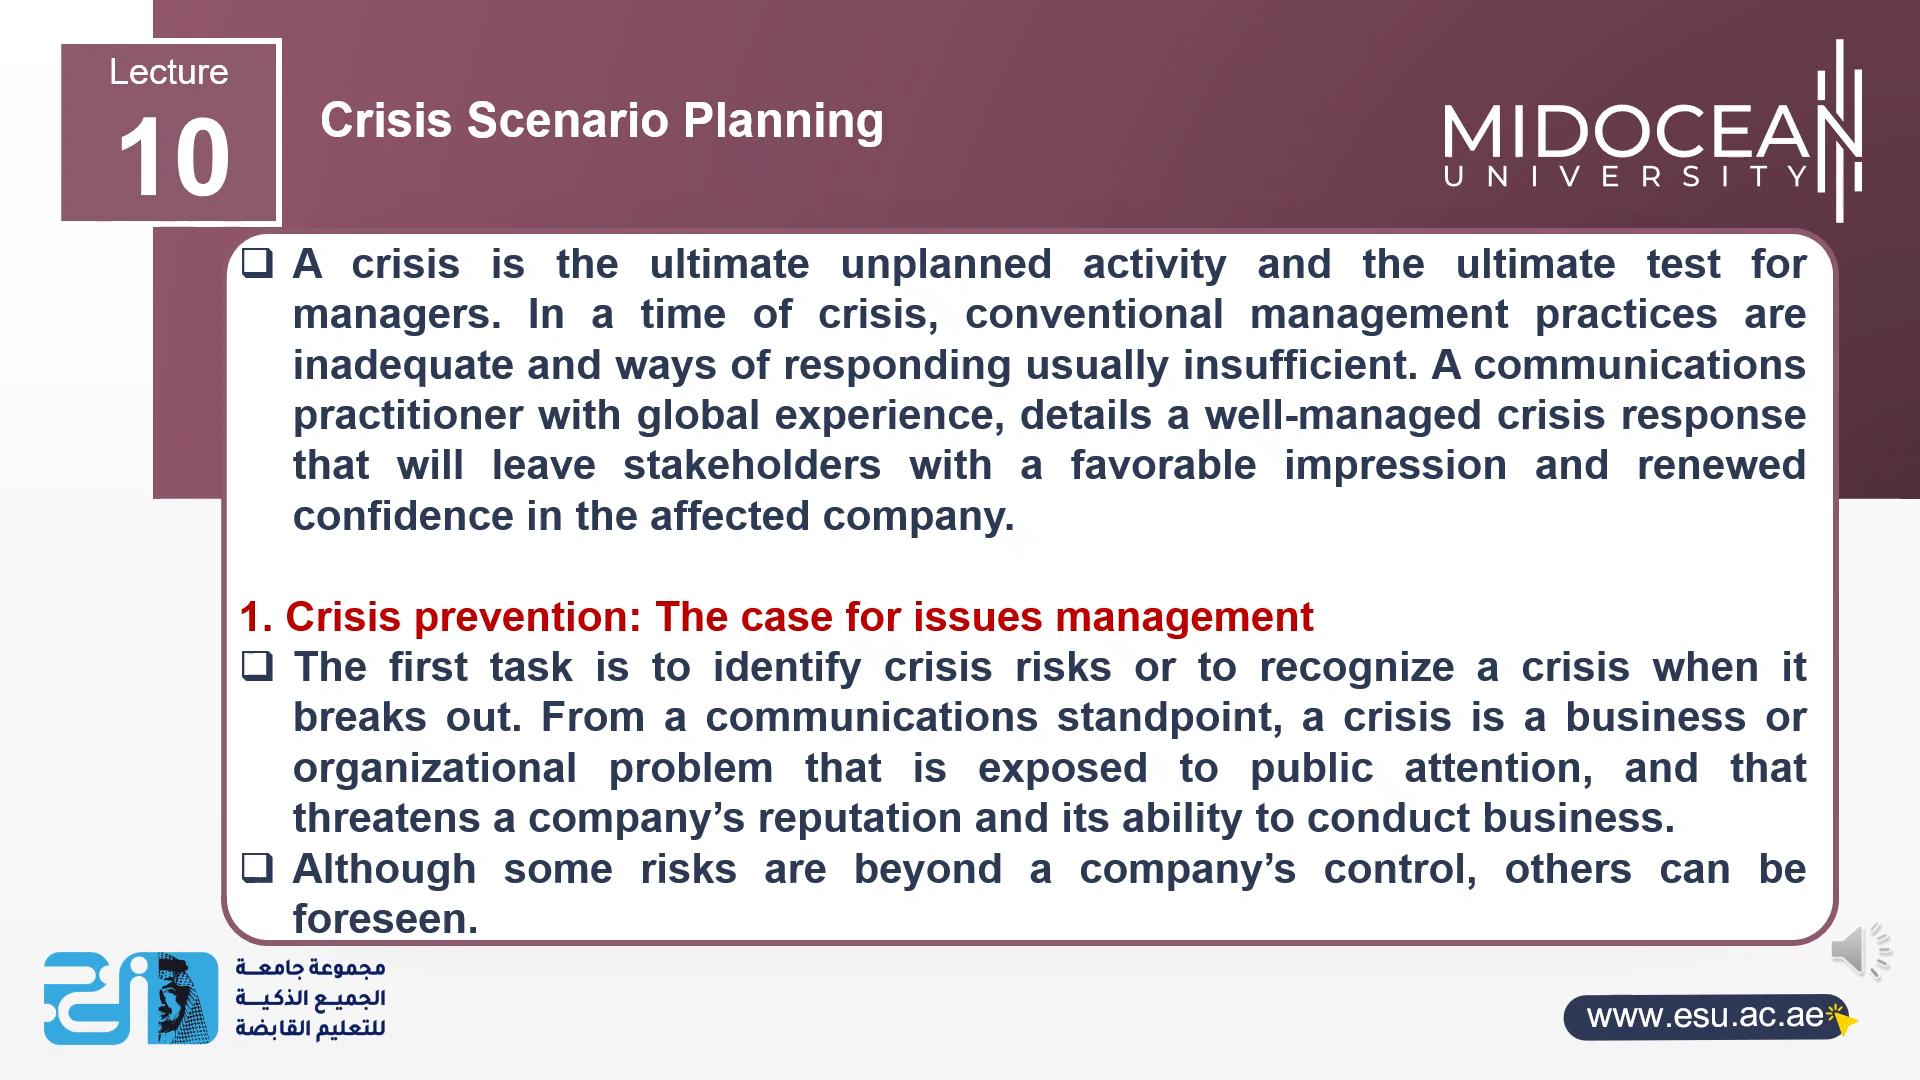 Lecture
10
Crisis Scenario Planning
MIDOCEAN
UNIVERSITY
A crisis is the ultimate unplanned activity and the ultimate test for
managers. In a time of crisis, conventional management practices are
inadequate and ways of responding usually insufficient. A communications
practitioner with global experience, details a well-managed crisis response
that will leave stakeholders with a favorable impression and renewed
confidence in the affected company.
1. Crisis prevention: The case for issues management
The first task is to identify crisis risks or to recognize a crisis when it
breaks out. From a communications standpoint, a crisis is a business or
organizational problem that is exposed to public attention, and that
threatens a company’s reputation and its ability to conduct business.
Although some risks are beyond a company’s control, others can be
foreseen.
مجموعة جامعـــة
الجميـع الذكيـــة
للتعليم القابضة
www.esu.ac.ae